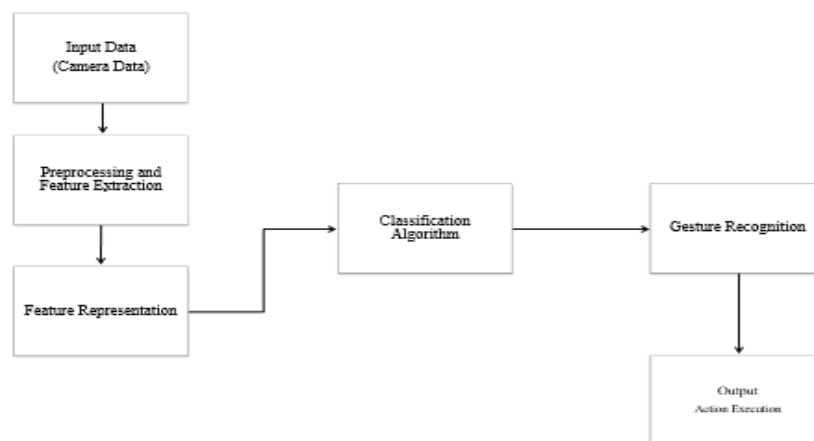 Input Data
(Camera Data)
Preprocessing and
Feature Extraction
Feature Representation
Classification
Algorithm
Gesture Recognition
Output
Action Execution